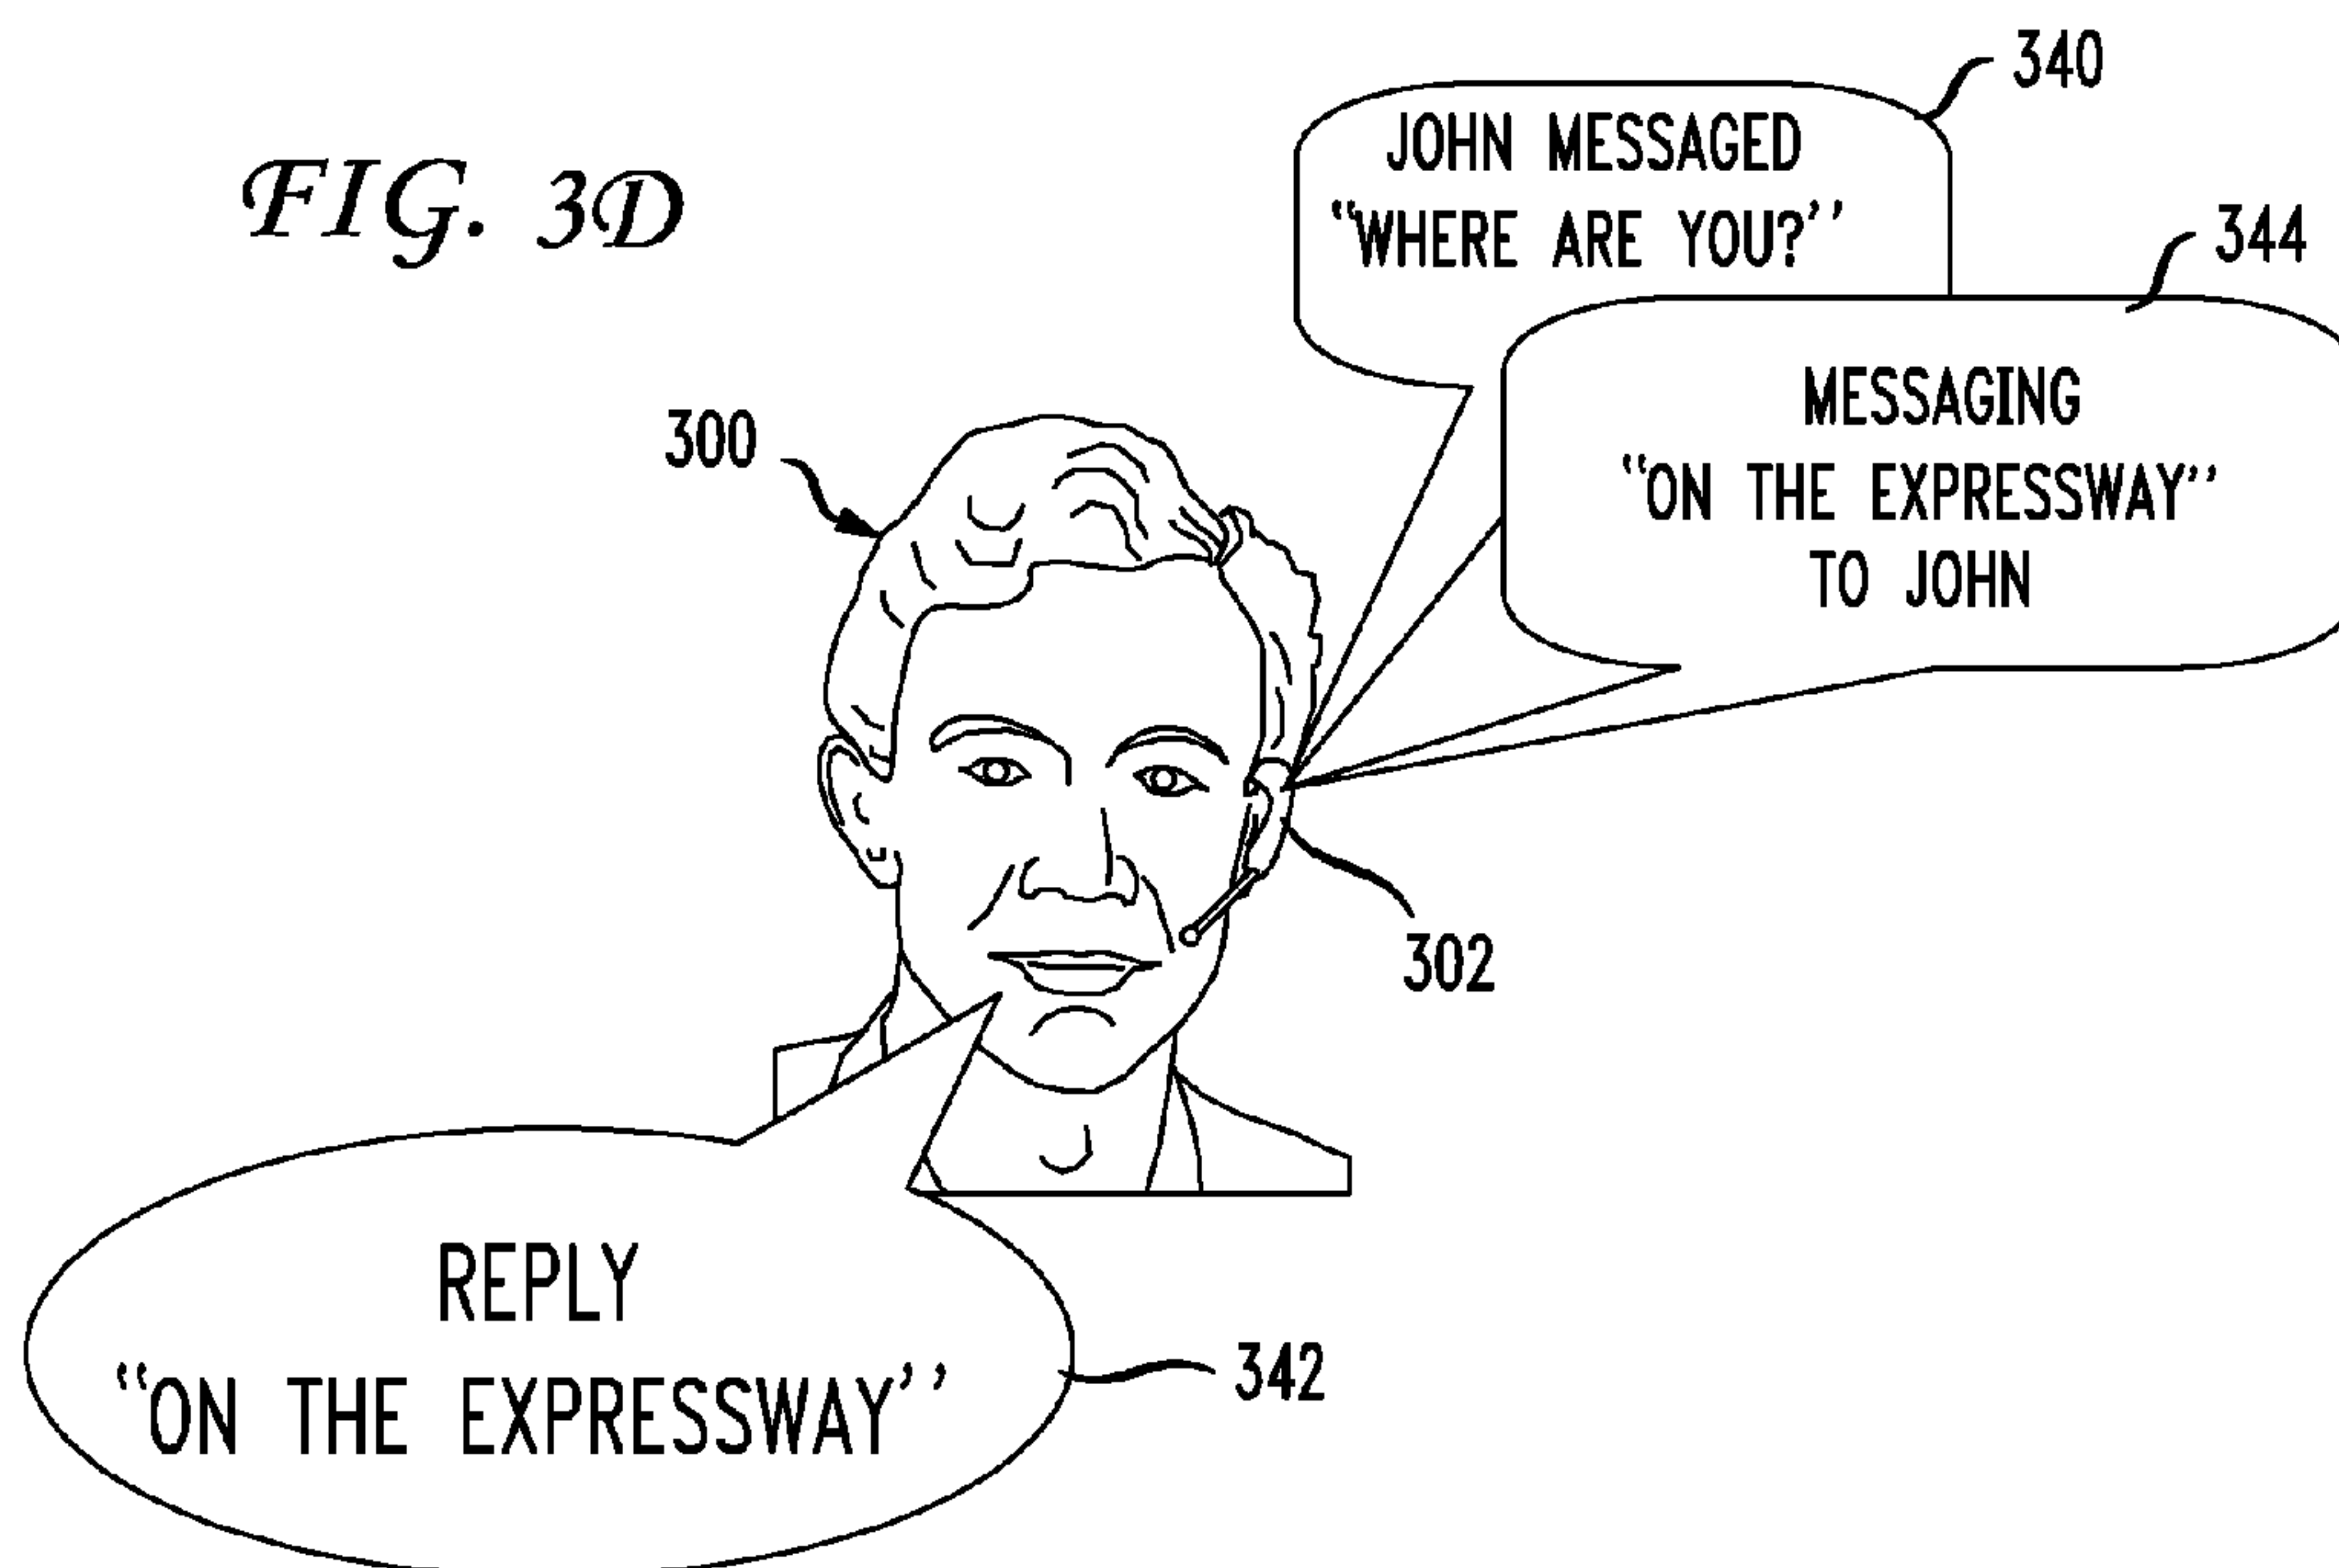 FIG. 3D
340
JOHN MESSAGED
“WHERE ARE YOU?”
344
MESSAGING
“ON THE EXPRESSWAY”
TO JOHN
300
302
REPLY
“ON THE EXPRESSWAY”
342